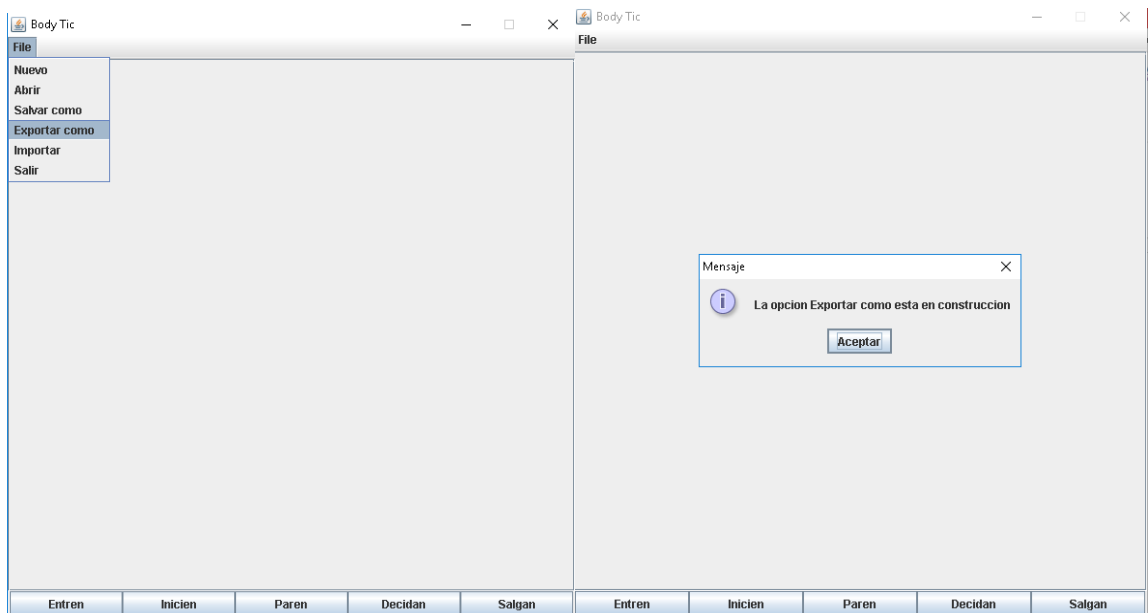 Body Tic
File
Nuevo
Abrir
Salvar como
Exportar como
Importar
Salir
Entren Inicien Paren Decidan Salgan
Body Tic
File
Mensaje
La opcion Exportar como esta en construccion
Aceptar
Entren Inicien Paren Decidan Salgan